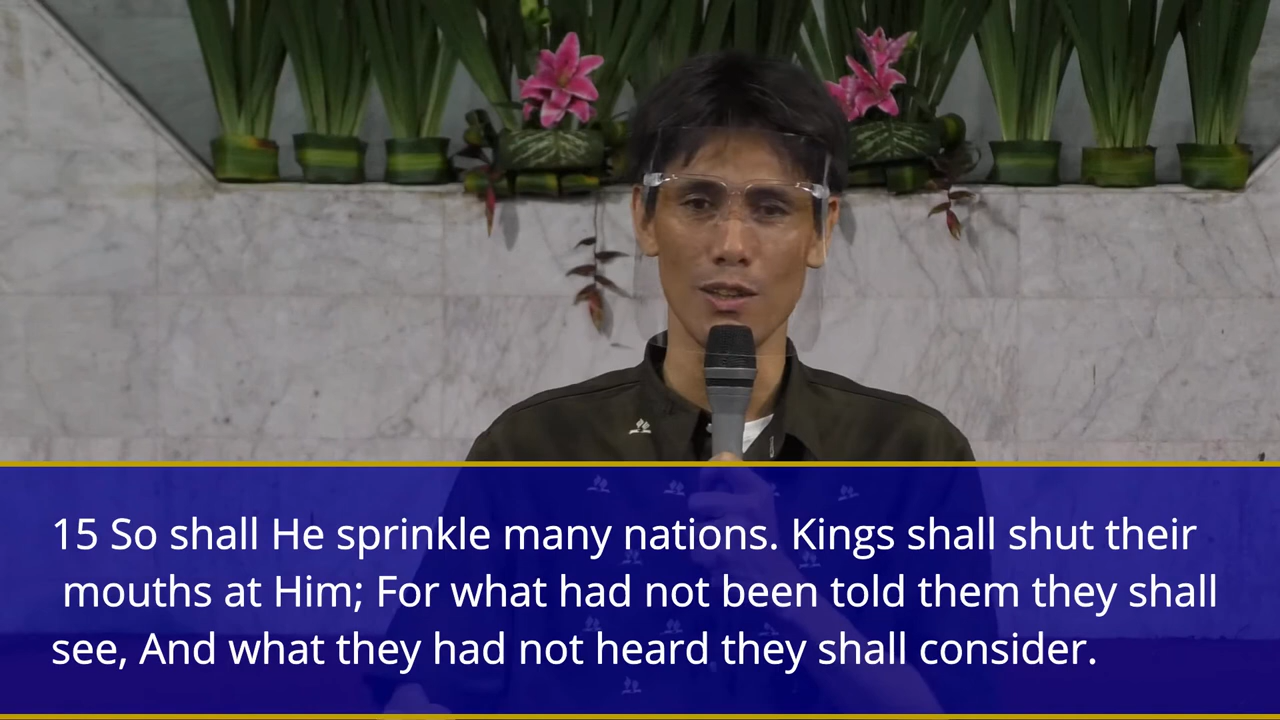 15 So shall He sprinkle many nations. Kings shall shut their
mouths at Him; For what had not been told them they shall
see, And what they had not heard they shall consider.